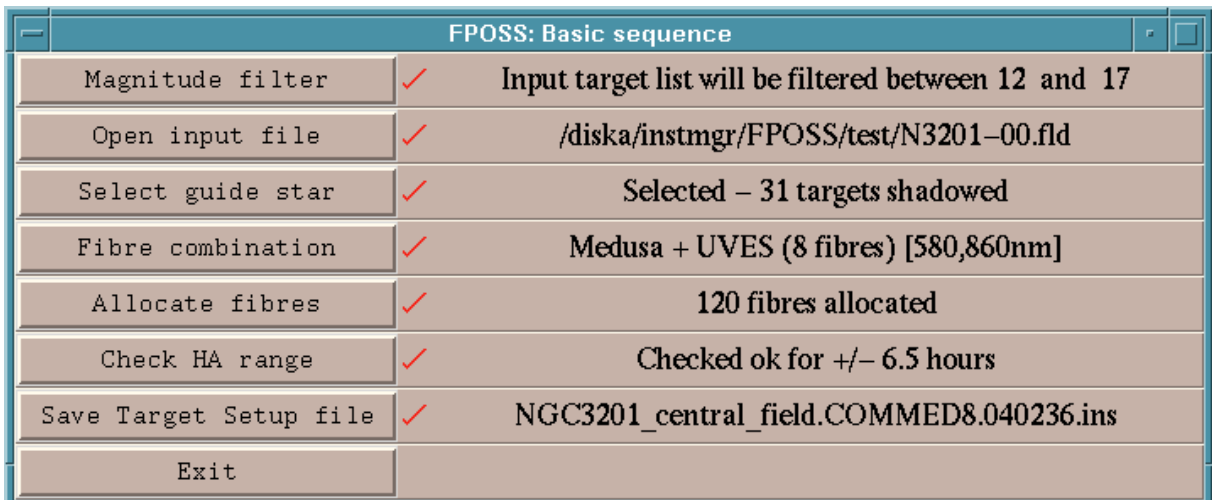 FPOSS: Basic sequence
Magnitude filter Input target list will be filtered between 12 and 17
Open input file /diska/instmgr/FPOSS/test/N3201–00.fld
Select guide star Selected – 31 targets shadowed
Fibre combination Medusa + UVES (8 fibres) [580,860nm]
Allocate fibres 120 fibres allocated
Check HA range Checked ok for +/– 6.5 hours
Save Target Setup file NGC3201_central_field.COMMED8.040236.ins
Exit